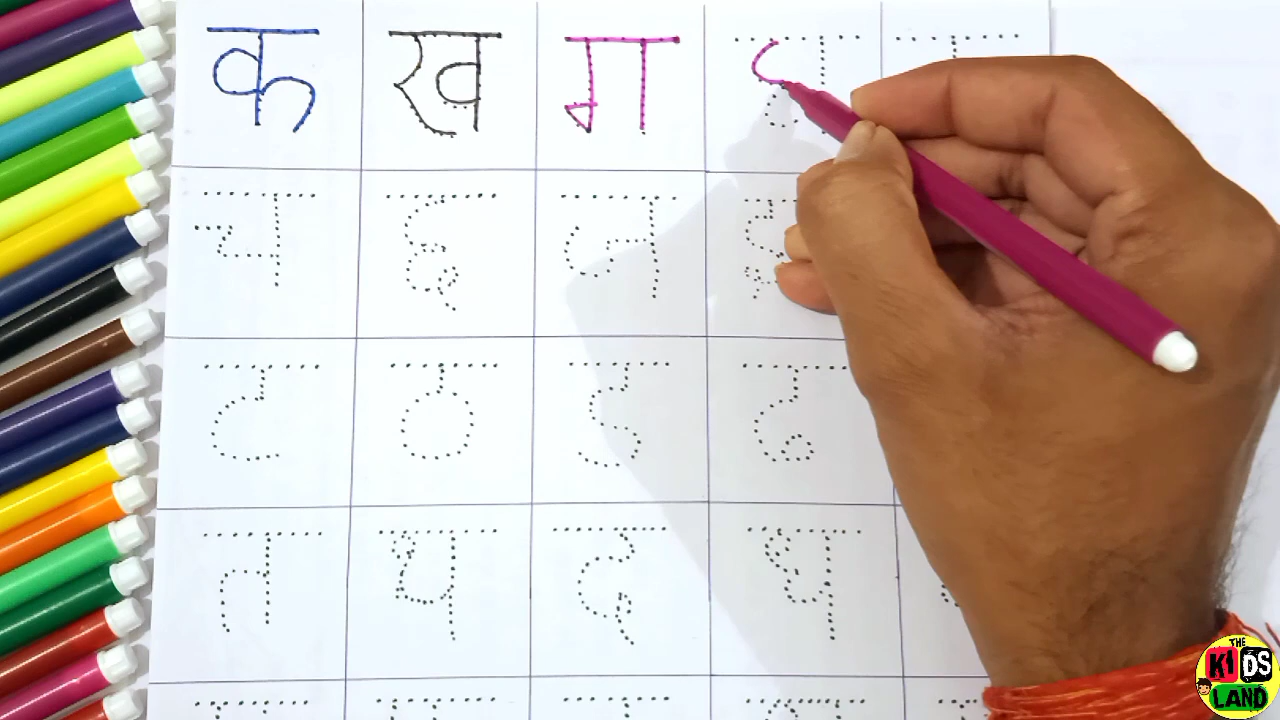 क ख ग घ
च छ ज झ
ट ठ ड ढ
त थ द ध
THE
KIDS
LAND